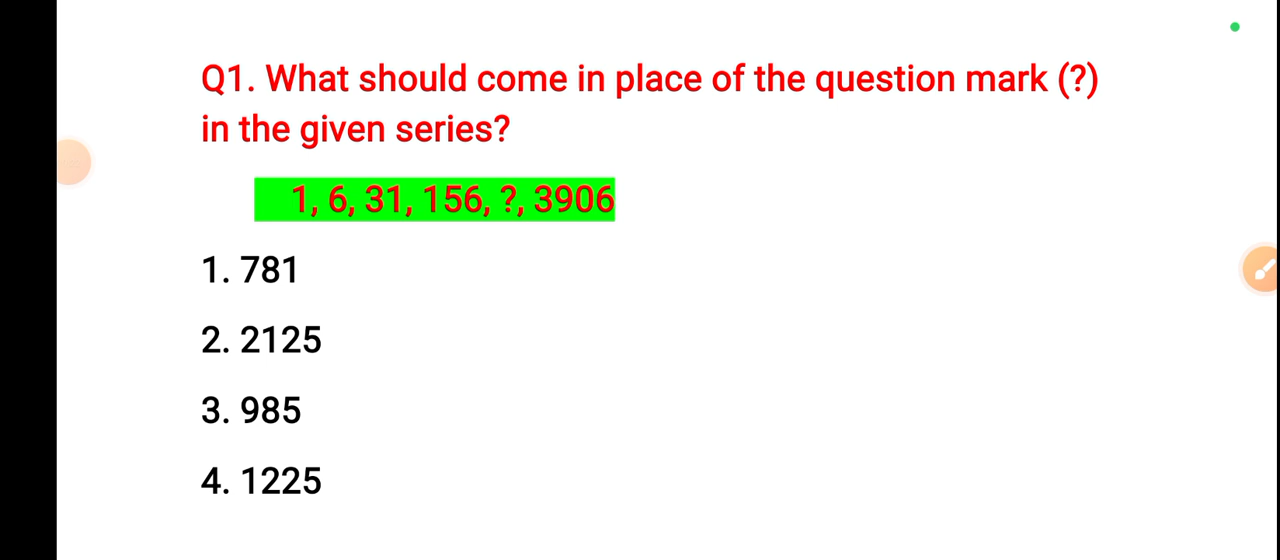 Q1. What should come in place of the question mark (?)
in the given series?
1, 6, 31, 156, ?, 3906
1. 781
2. 2125
3. 985
4. 1225